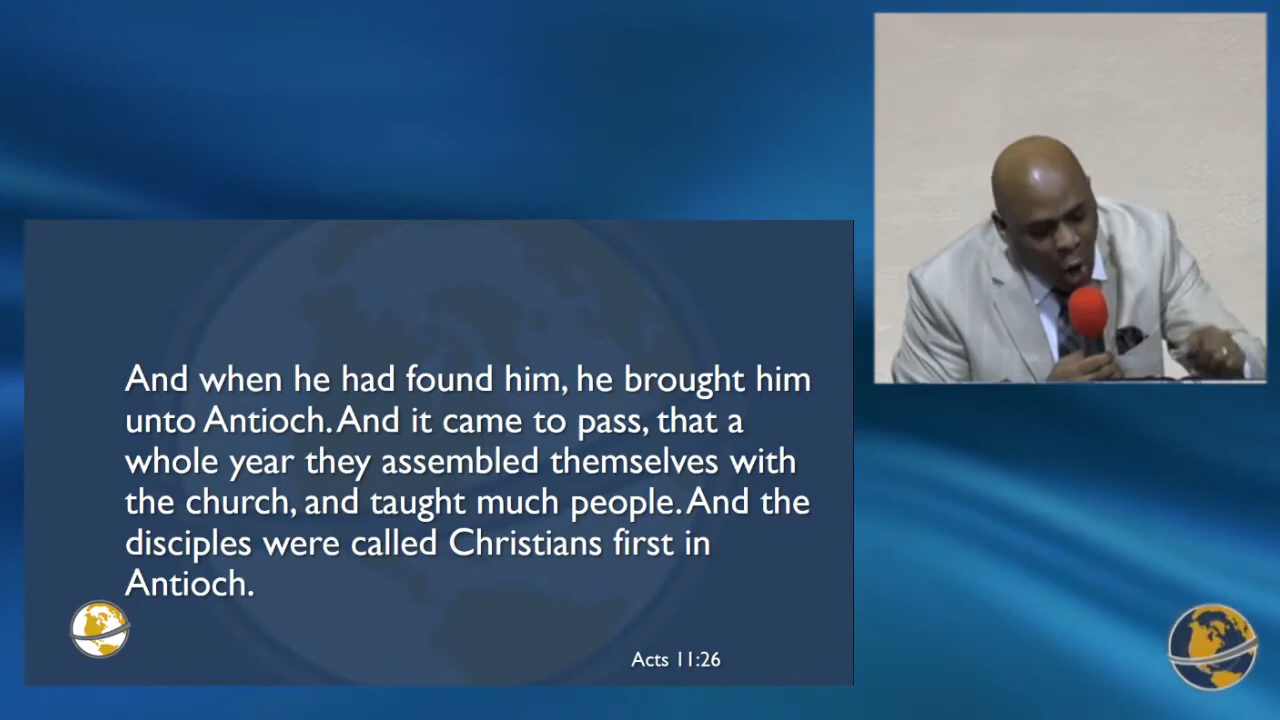 And when he had found him, he brought him
unto Antioch. And it came to pass, that a
whole year they assembled themselves with
the church, and taught much people. And the
disciples were called Christians first in
Antioch.
Acts 11:26